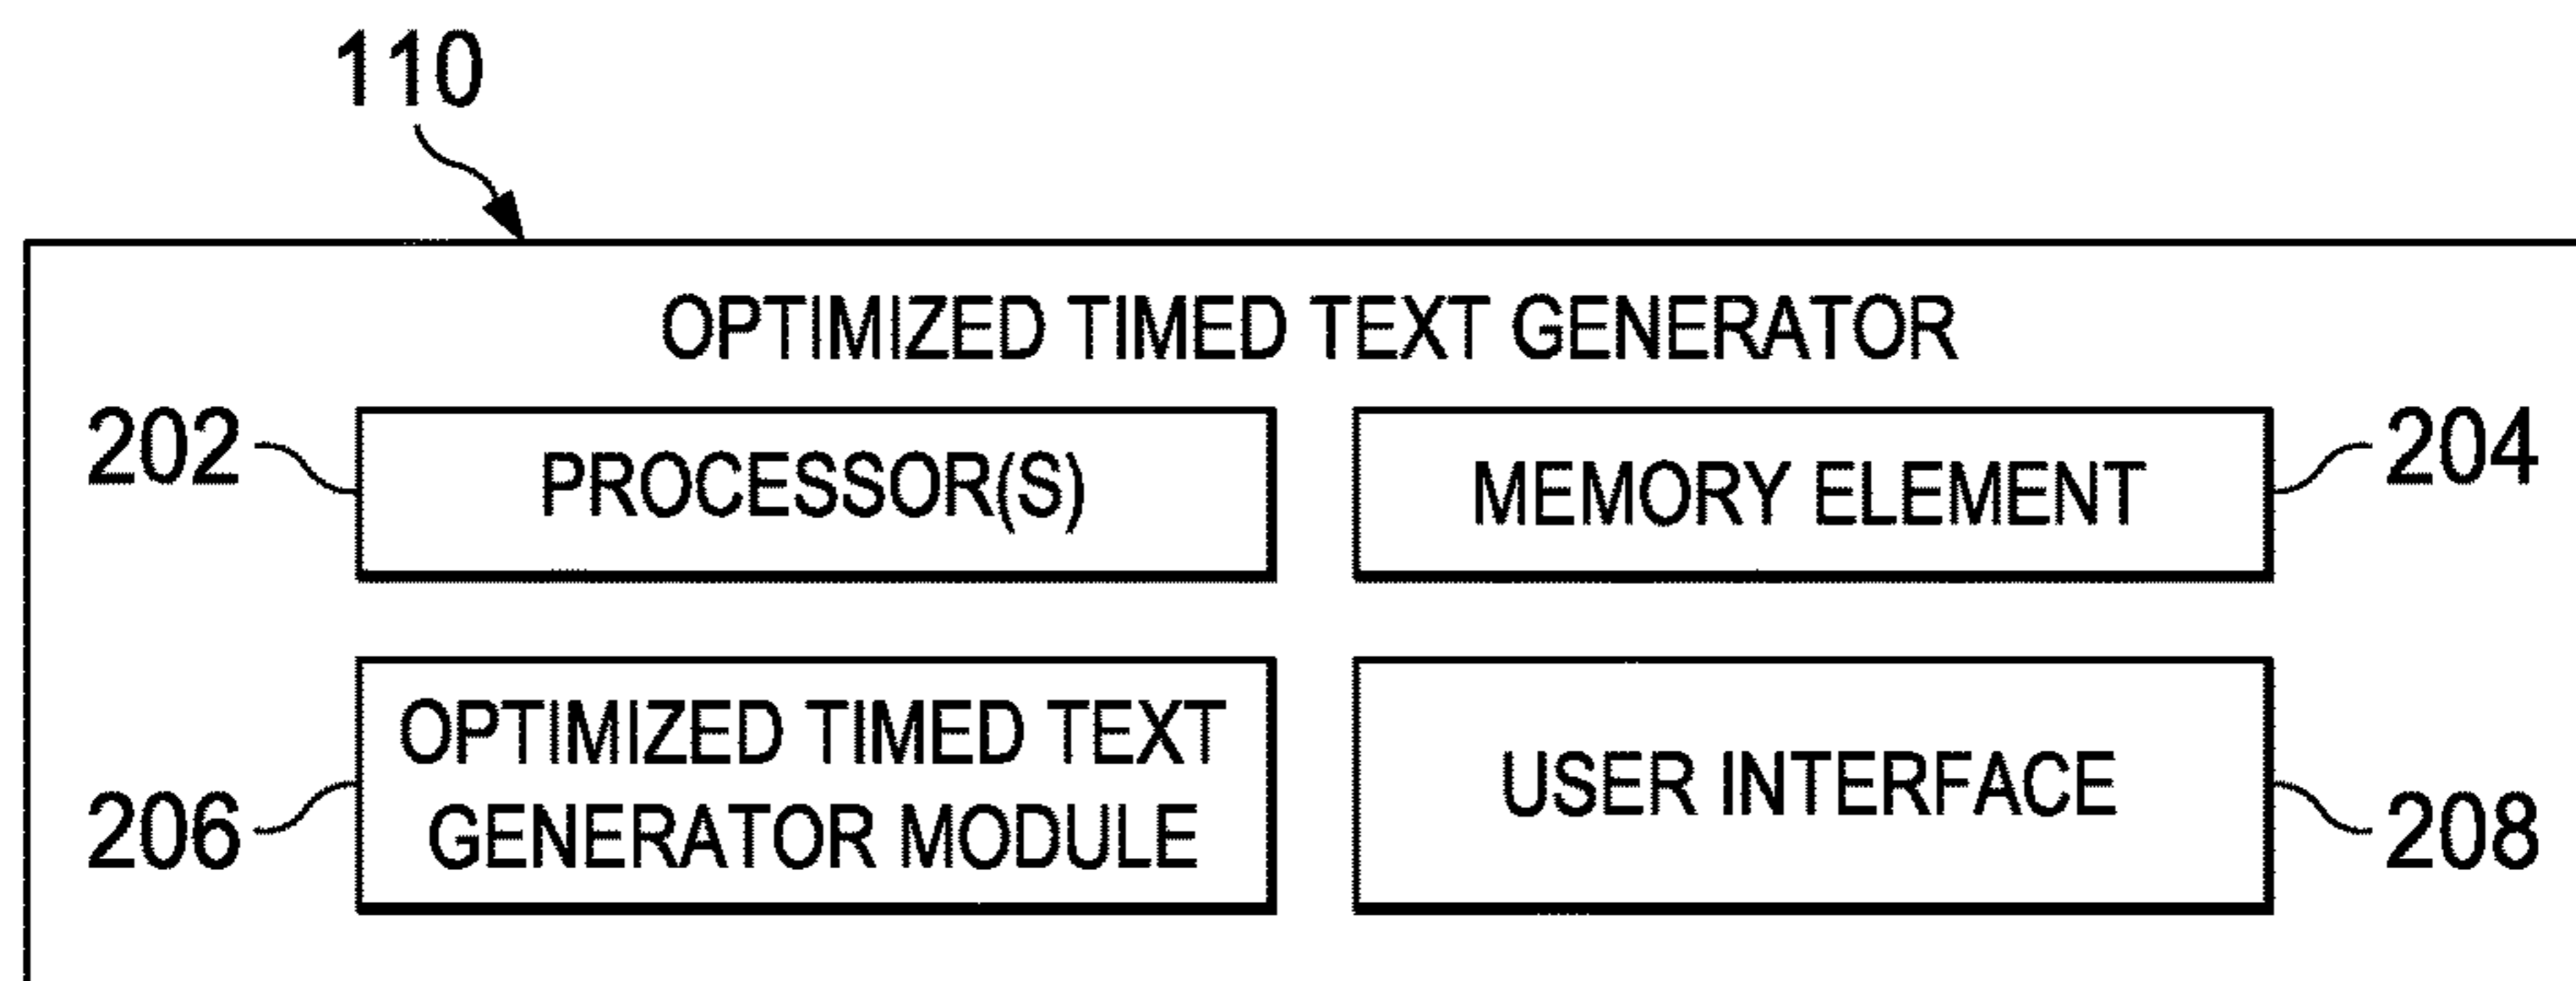 110
OPTIMIZED TIMED TEXT GENERATOR
202
PROCESSOR(S)
MEMORY ELEMENT
204
206
OPTIMIZED TIMED TEXT
GENERATOR MODULE
USER INTERFACE
208